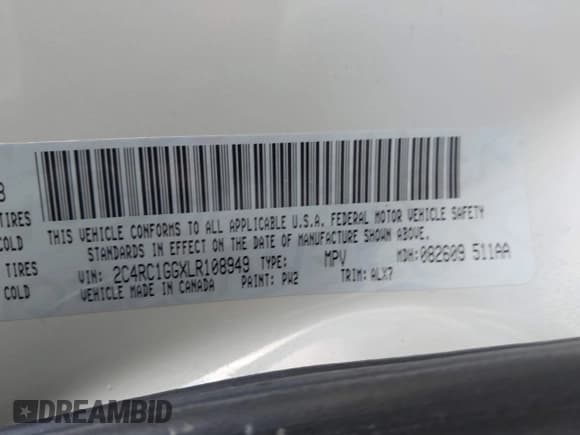 8
TIRES
COLD
TIRES
COLD
THIS VEHICLE CONFORMS TO ALL APPLICABLE U.S.A. FEDERAL MOTOR VEHICLE SAFETY
STANDARDS IN EFFECT ON THE DATE OF MANUFACTURE SHOWN ABOVE.
VIN: 2C4RC1GGXLR108949 TYPE: MPV MDH: 082609 511AA
VEHICLE MADE IN CANADA PAINT: PW2 TRIM: ALX7
DREAMBID